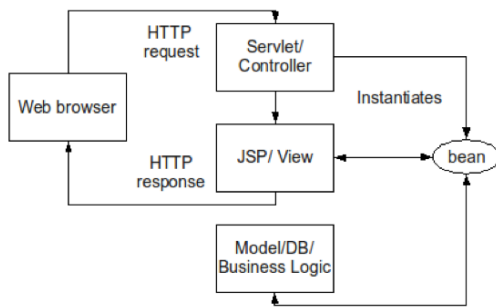 HTTP
request
Servlet/
Controller
Web browser
Instantiates
HTTP
response
JSP/ View
bean
Model/DB/
Business Logic